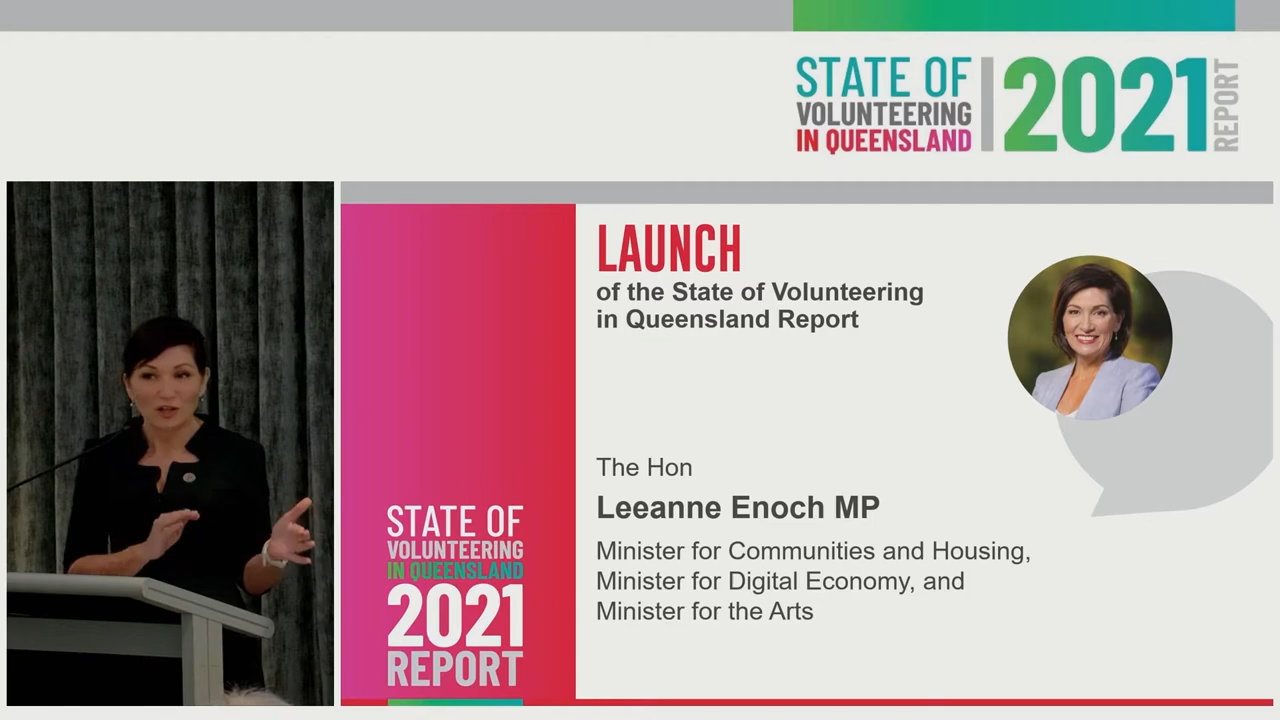 STATE OF
VOLUNTEERING
IN QUEENSLAND
2021
REPORT
LAUNCH
of the State of Volunteering
in Queensland Report
The Hon
Leeanne Enoch MP
Minister for Communities and Housing,
Minister for Digital Economy, and
Minister for the Arts
STATE OF
VOLUNTEERING
IN QUEENSLAND
2021
REPORT